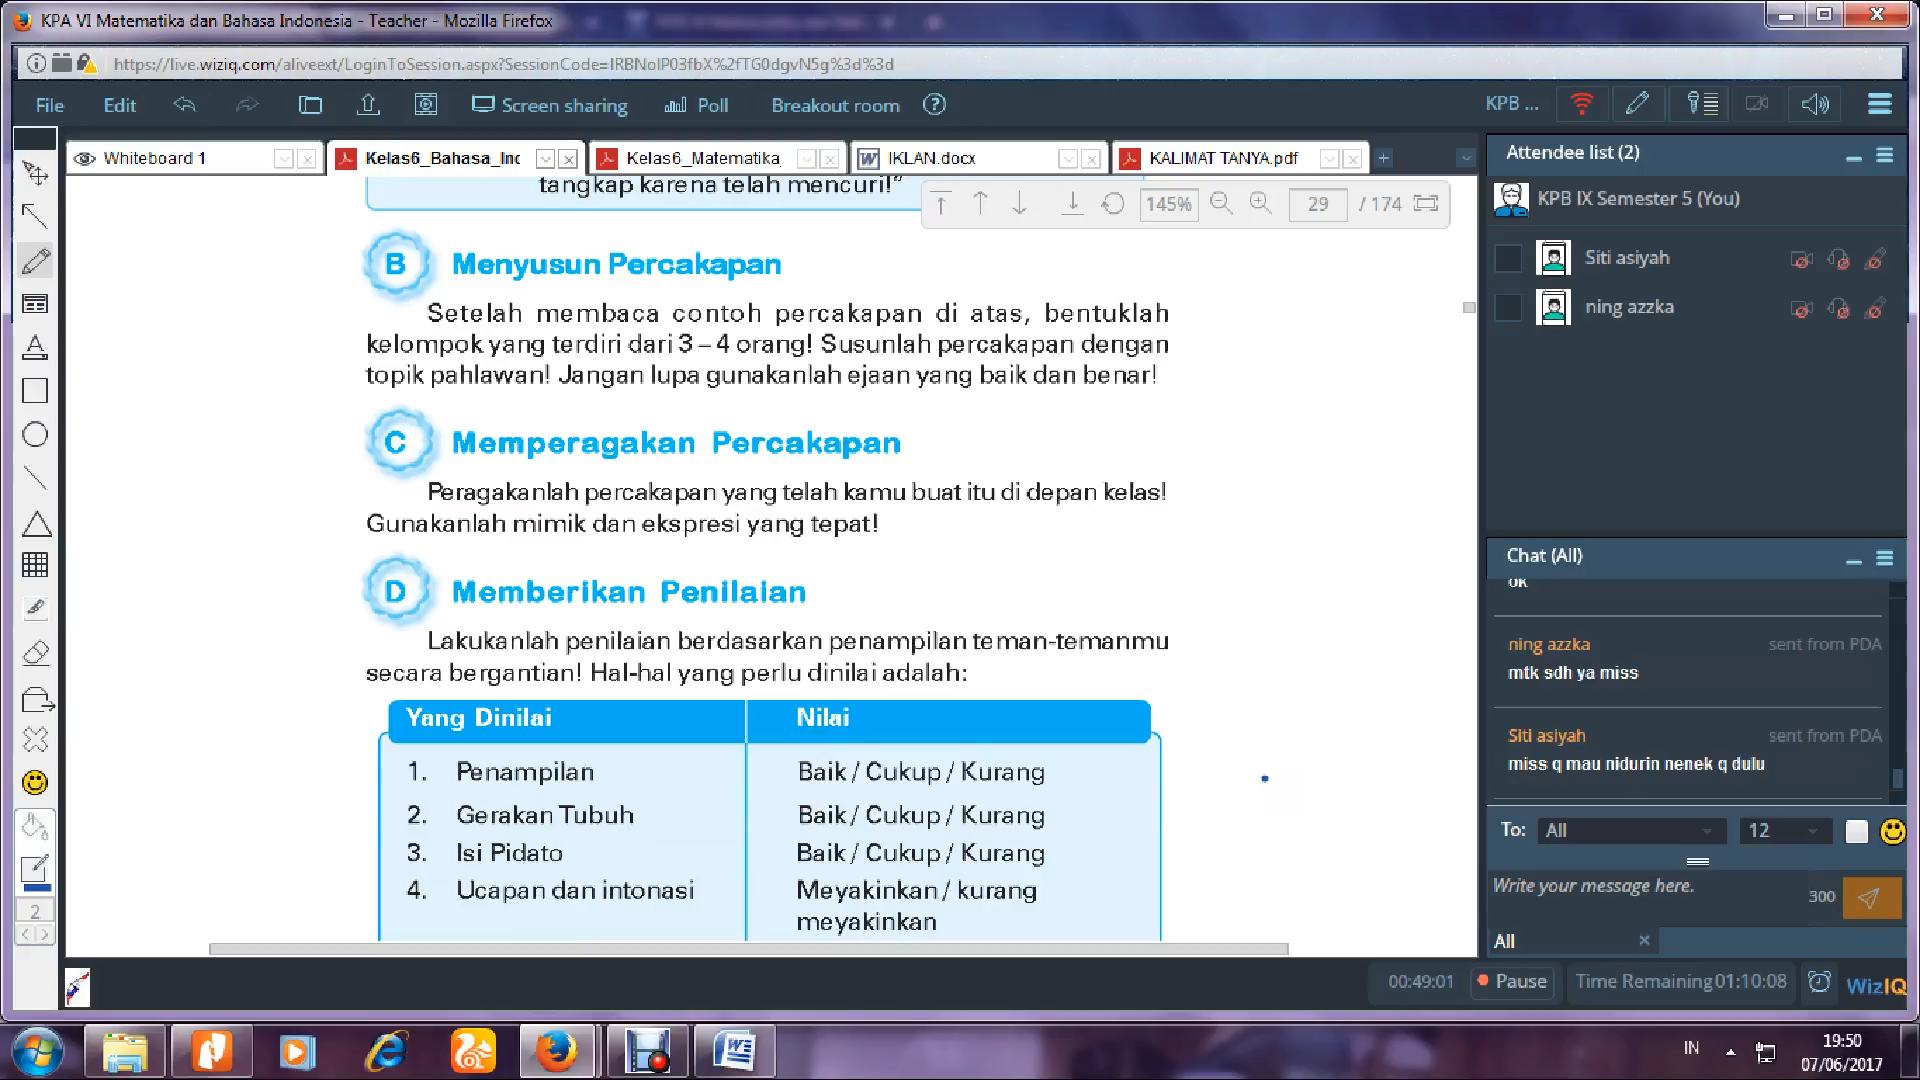 KPA VI Matematika dan Bahasa Indonesia - Teacher - Mozilla Firefox
https://live.wiziq.com/aliveext/LoginToSession.aspx?SessionCode=IRBNolP03fbX%2fTG0dgvN5g%3d%3d
File Edit Screen sharing Poll Breakout room KPB ...
Whiteboard 1 Kelas6_Bahasa_Inc Kelas6_Matematika_ IKLAN.docx KALIMAT TANYA.pdf
145% 29 / 174
tangkap karena telah mencuri!"
B Menyusun Percakapan
Setelah membaca contoh percakapan di atas, bentuklah
kelompok yang terdiri dari 3 – 4 orang! Susunlah percakapan dengan
topik pahlawan! Jangan lupa gunakanlah ejaan yang baik dan benar!
C Memperagakan Percakapan
Peragakanlah percakapan yang telah kamu buat itu di depan kelas!
Gunakanlah mimik dan ekspresi yang tepat!
D Memberikan Penilaian
Lakukanlah penilaian berdasarkan penampilan teman-temanmu
secara bergantian! Hal-hal yang perlu dinilai adalah:
Yang Dinilai Nilai
1. Penampilan Baik / Cukup / Kurang
2. Gerakan Tubuh Baik / Cukup / Kurang
3. Isi Pidato Baik / Cukup / Kurang
4. Ucapan dan intonasi Meyakinkan / kurang
meyakinkan
2
Attendee list (2)
KPB IX Semester 5 (You)
Siti asiyah
ning azzka
Chat (All)
ok
ning azzka sent from PDA
mtk sdh ya miss
Siti asiyah sent from PDA
miss q mau nidurin nenek q dulu
To: All 12
Write your message here. 300
All
00:49:01 Pause Time Remaining 01:10:08 WizIQ
IN 19:50
07/06/2017